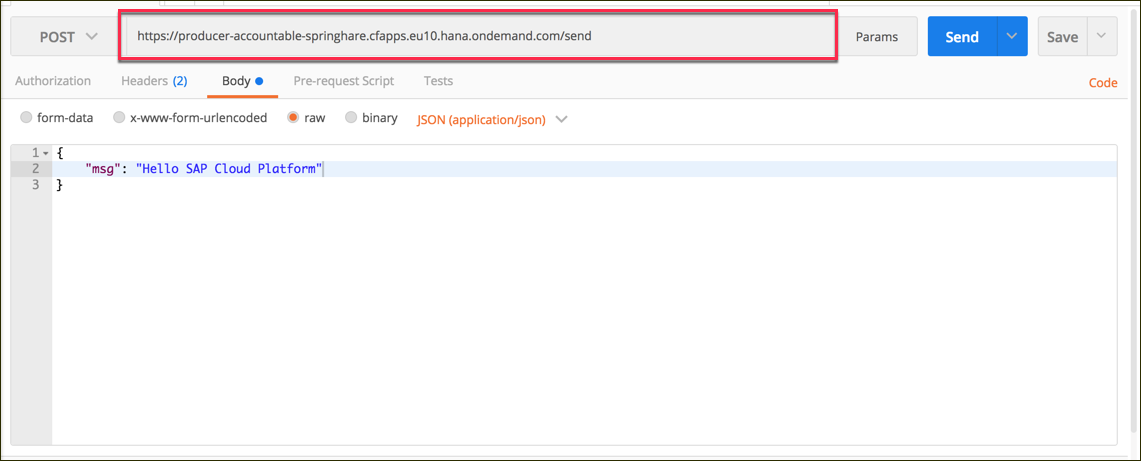 POST https://producer-accountable-springhare.cfapps.eu10.hana.ondemand.com/send Params Send Save
Authorization Headers (2) Body Pre-request Script Tests Code
form-data x-www-form-urlencoded raw binary JSON (application/json)
1 {
2 "msg": "Hello SAP Cloud Platform"
3 }